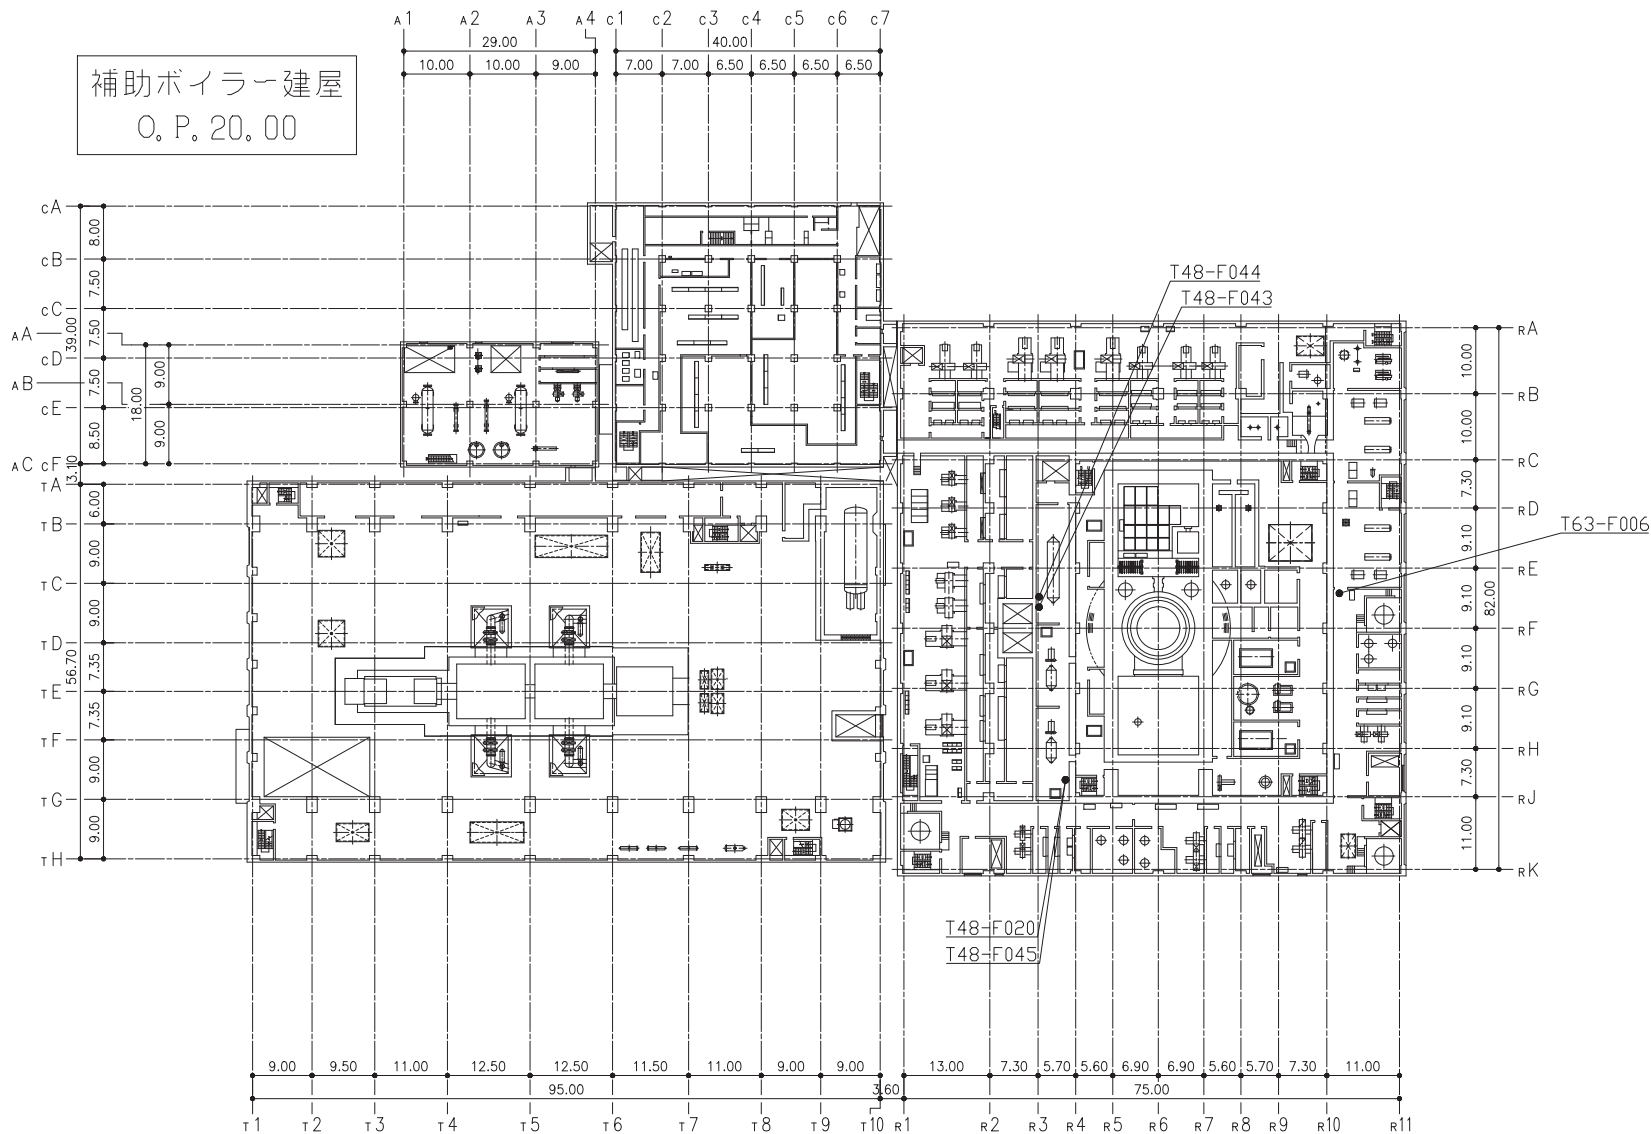 A1 A2 A3 A4 C1 C2 C3 C4 C5 C6 C7
29.00 40.00
10.00 10.00 9.00 7.00 7.00 6.50 6.50 6.50 6.50
補助ボイラー建屋
O.P.20.00
CA
8.00
CB
7.50
CC
39.00
AA
7.50
CD
9.00
AB
7.50
18.00
CE
8.50
9.00
AC CF
3.10
TA
6.00
TB
9.00
TC
9.00
TD
56.70
7.35
TE
7.35
TF
9.00
TG
9.00
TH
T48-F044
T48-F043
T63-F006
T48-F020
T48-F045
RA
10.00
RB
10.00
RC
7.30
RD
9.10
RE
9.10
82.00
RF
9.10
RG
9.10
RH
7.30
RJ
11.00
RK
9.00 9.50 11.00 12.50 12.50 11.50 11.00 9.00 9.00 13.00 7.30 5.70 5.60 6.90 6.90 5.60 5.70 7.30 11.00
95.00 3.60 75.00
T1 T2 T3 T4 T5 T6 T7 T8 T9 T10 R1 R2 R3 R4 R5 R6 R7 R8 R9 R10 R11